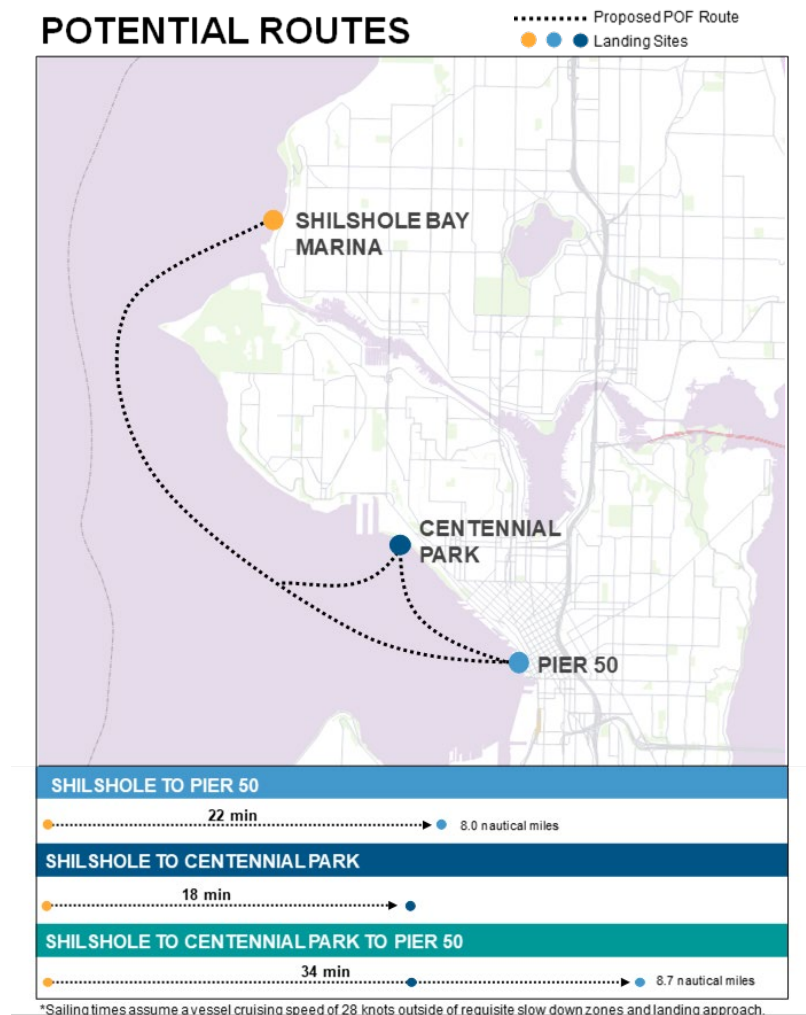 POTENTIAL ROUTES
Proposed POF Route
Landing Sites
SHILSHOLE BAY
MARINA
CENTENNIAL
PARK
PIER 50
SHILSHOLE TO PIER 50
22 min
8.0 nautical miles
SHILSHOLE TO CENTENNIAL PARK
18 min
SHILSHOLE TO CENTENNIAL PARK TO PIER 50
34 min
8.7 nautical miles
*Sailing times assume a vessel cruising speed of 28 knots outside of requisite slow down zones and landing approach.